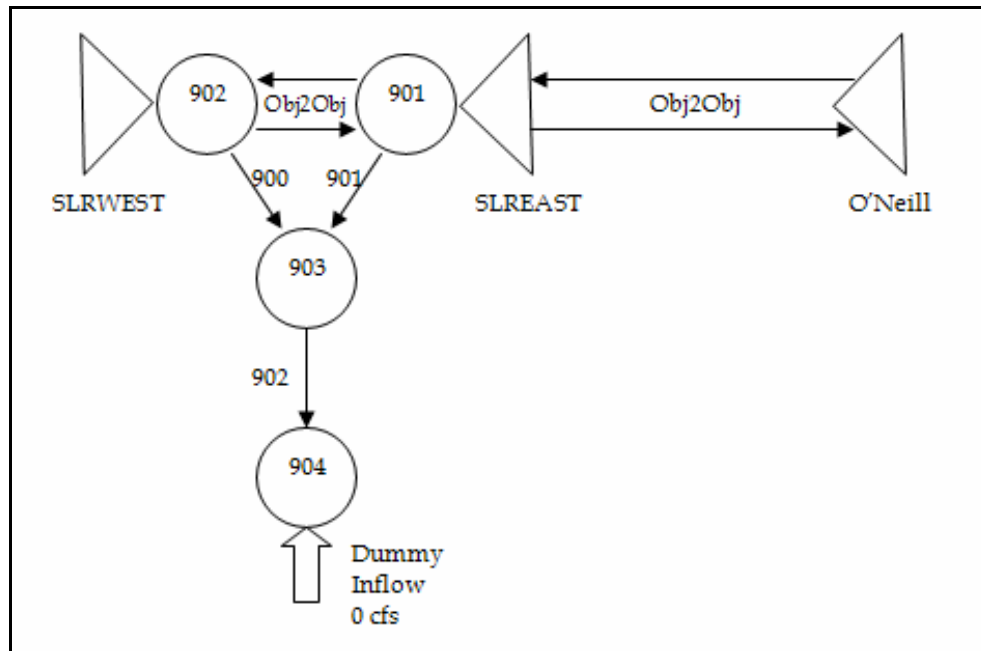 902
Obj2Obj
901
Obj2Obj
SLRWEST
900
901
SLREAST
O'Neill
903
902
904
Dummy
Inflow
0 cfs